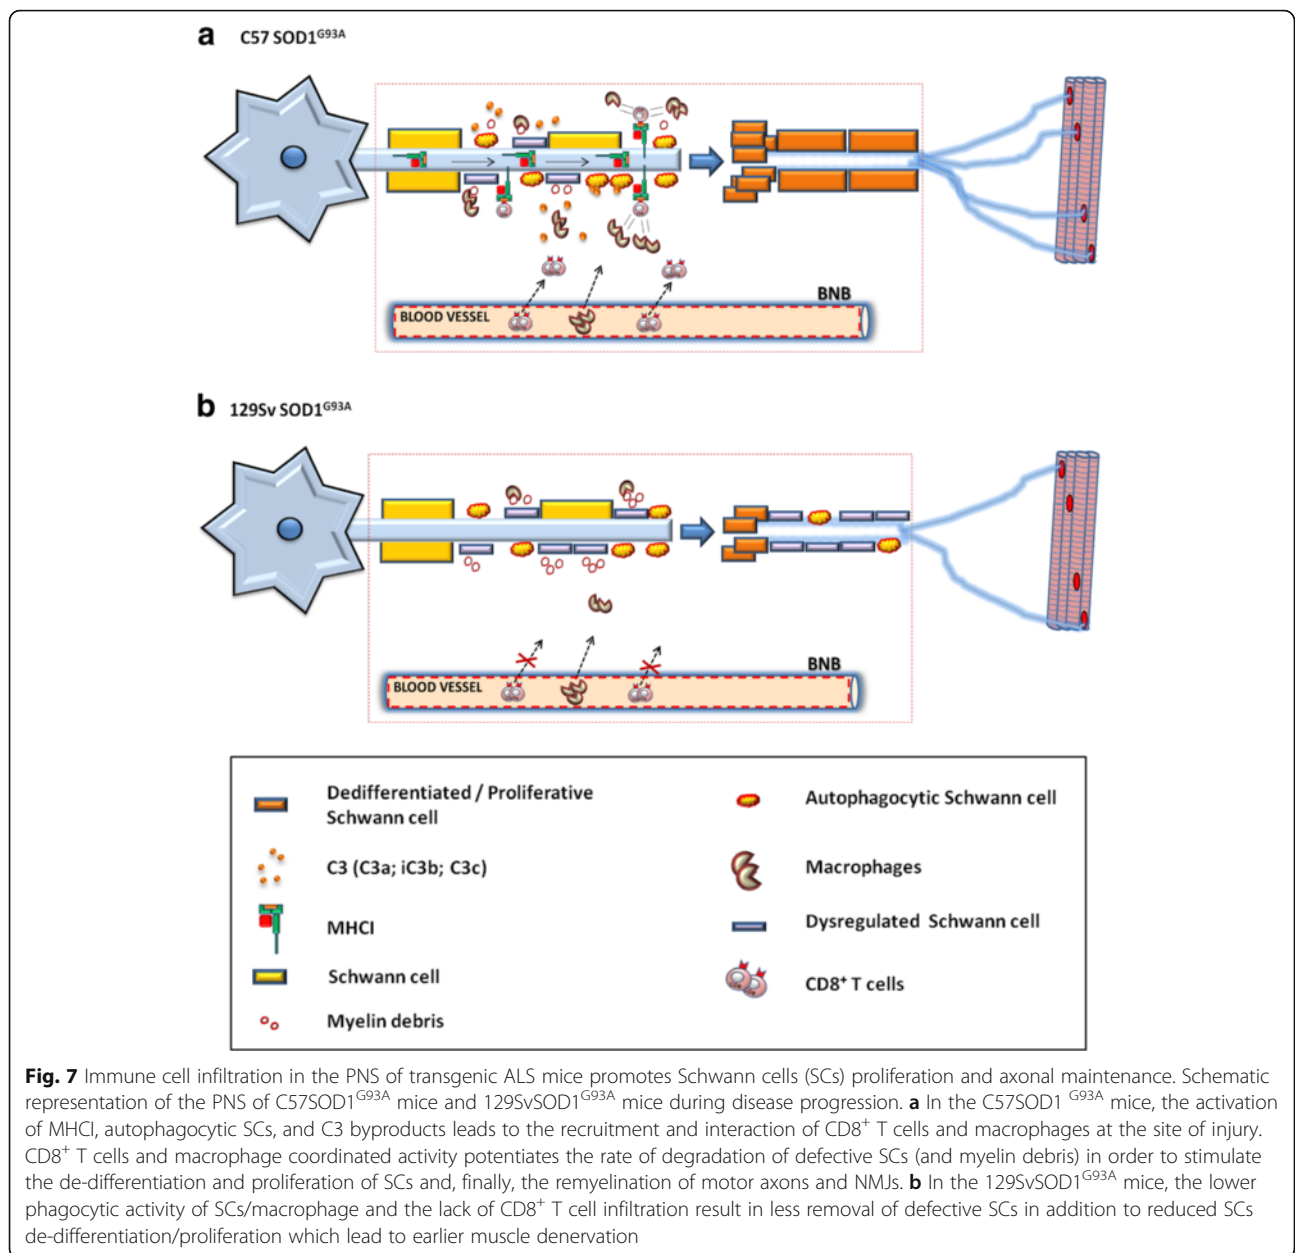 a C57 SOD1G93A
BNB
BLOOD VESSEL
b 129Sv SOD1G93A
BNB
BLOOD VESSEL
Dedifferentiated / Proliferative
Schwann cell
C3 (C3a; iC3b; C3c)
MHCI
Schwann cell
Myelin debris
Autophagocytic Schwann cell
Macrophages
Dysregulated Schwann cell
CD8+ T cells
Fig. 7 Immune cell infiltration in the PNS of transgenic ALS mice promotes Schwann cells (SCs) proliferation and axonal maintenance. Schematic
representation of the PNS of C57SOD1G93A mice and 129SvSOD1G93A mice during disease progression. a In the C57SOD1 G93A mice, the activation
of MHCI, autophagocytic SCs, and C3 byproducts leads to the recruitment and interaction of CD8+ T cells and macrophages at the site of injury.
CD8+ T cells and macrophage coordinated activity potentiates the rate of degradation of defective SCs (and myelin debris) in order to stimulate
the de-differentiation and proliferation of SCs and, finally, the remyelination of motor axons and NMJs. b In the 129SvSOD1G93A mice, the lower
phagocytic activity of SCs/macrophage and the lack of CD8+ T cell infiltration result in less removal of defective SCs in addition to reduced SCs
de-differentiation/proliferation which lead to earlier muscle denervation